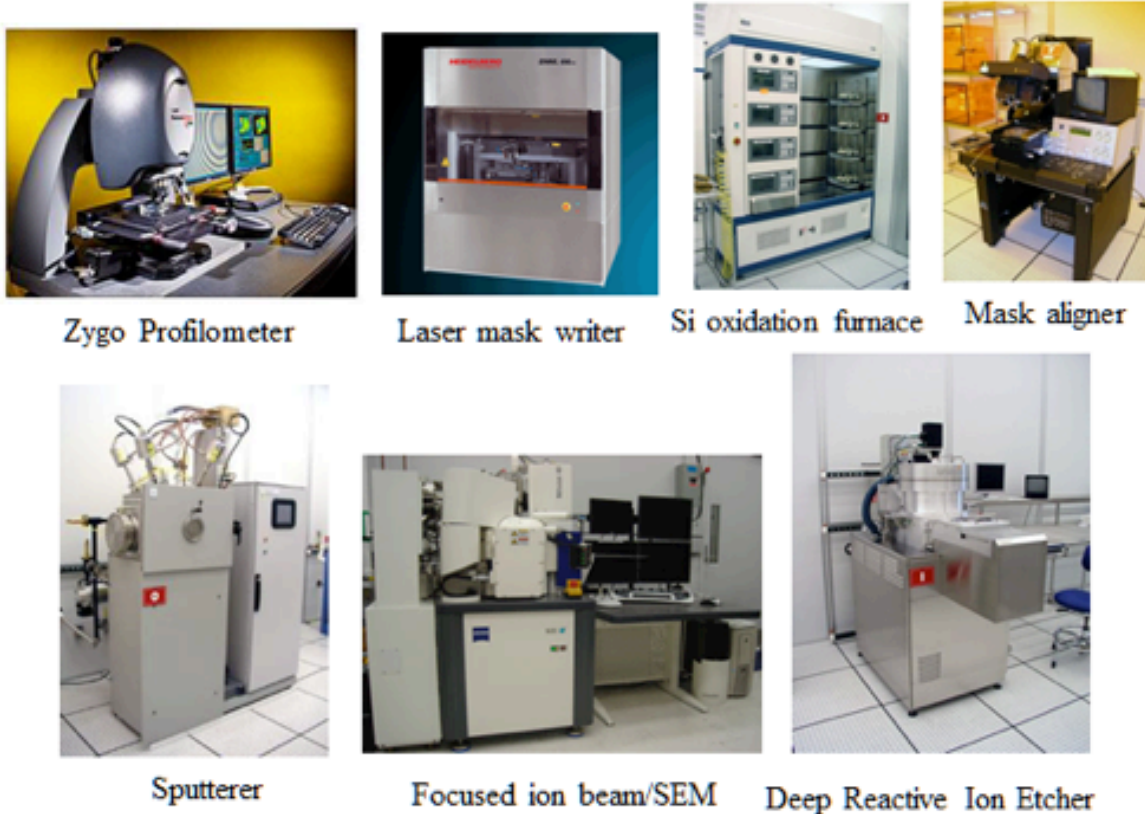 HEIDELBERG
Zygo Profilometer
Laser mask writer
Si oxidation furnace
Mask aligner
Sputterer
Focused ion beam/SEM
Deep Reactive Ion Etcher